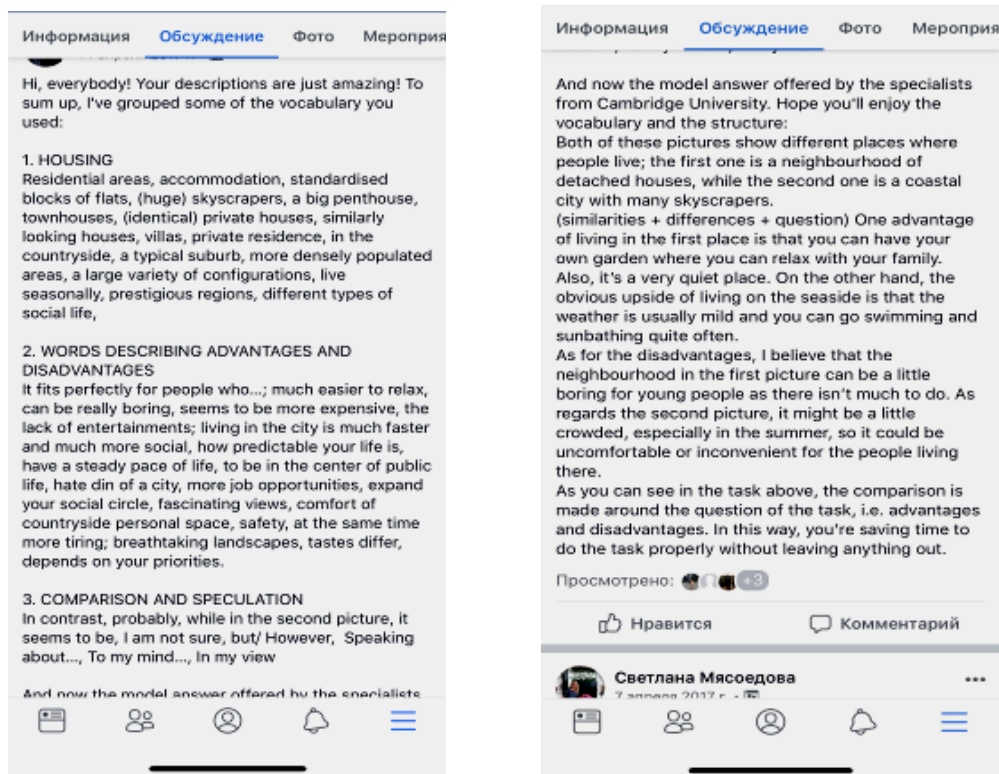 Информация Обсуждение Фото Мероприя
Hi, everybody! Your descriptions are just amazing! To
sum up, I've grouped some of the vocabulary you
used:
1. HOUSING
Residential areas, accommodation, standardised
blocks of flats, (huge) skyscrapers, a big penthouse,
townhouses, (identical) private houses, similarly
looking houses, villas, private residence, in the
countryside, a typical suburb, more densely populated
areas, a large variety of configurations, live
seasonally, prestigious regions, different types of
social life,
2. WORDS DESCRIBING ADVANTAGES AND
DISADVANTAGES
It fits perfectly for people who...; much easier to relax,
can be really boring, seems to be more expensive, the
lack of entertainments; living in the city is much faster
and much more social, how predictable your life is,
have a steady pace of life, to be in the center of public
life, hate din of a city, more job opportunities, expand
your social circle, fascinating views, comfort of
countryside personal space, safety, at the same time
more tiring; breathtaking landscapes, tastes differ,
depends on your priorities.
3. COMPARISON AND SPECULATION
In contrast, probably, while in the second picture, it
seems to be, I am not sure, but/ However, Speaking
about..., To my mind..., In my view
And now the model answer offered by the specialists
Информация Обсуждение Фото Мероприя
And now the model answer offered by the specialists
from Cambridge University. Hope you'll enjoy the
vocabulary and the structure:
Both of these pictures show different places where
people live; the first one is a neighbourhood of
detached houses, while the second one is a coastal
city with many skyscrapers.
(similarities + differences + question) One advantage
of living in the first place is that you can have your
own garden where you can relax with your family.
Also, it's a very quiet place. On the other hand, the
obvious upside of living on the seaside is that the
weather is usually mild and you can go swimming and
sunbathing quite often.
As for the disadvantages, I believe that the
neighbourhood in the first picture can be a little
boring for young people as there isn't much to do. As
regards the second picture, it might be a little
crowded, especially in the summer, so it could be
uncomfortable or inconvenient for the people living
there.
As you can see in the task above, the comparison is
made around the question of the task, i.e. advantages
and disadvantages. In this way, you're saving time to
do the task properly without leaving anything out.
Просмотрено: +3
Нравится Комментарий
Светлана Мясоедова
7 апреля 2017 г.